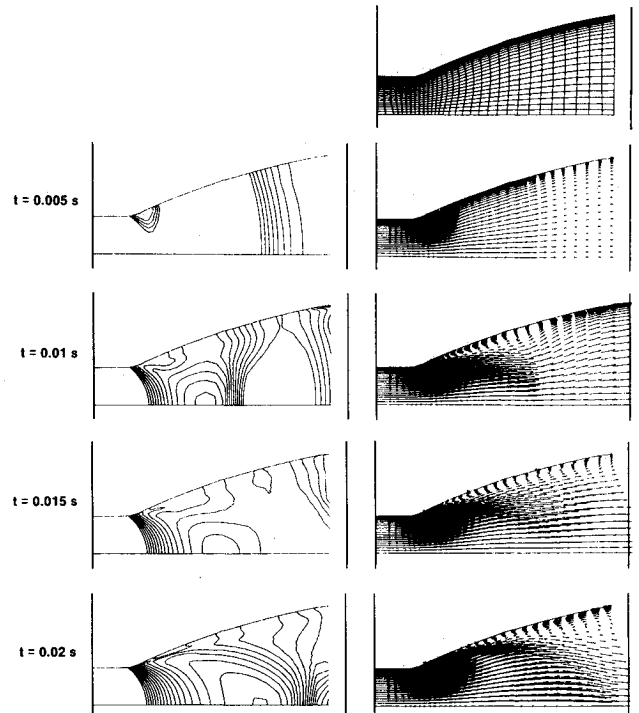 t = 0.005 s
t = 0.01 s
t = 0.015 s
t = 0.02 s